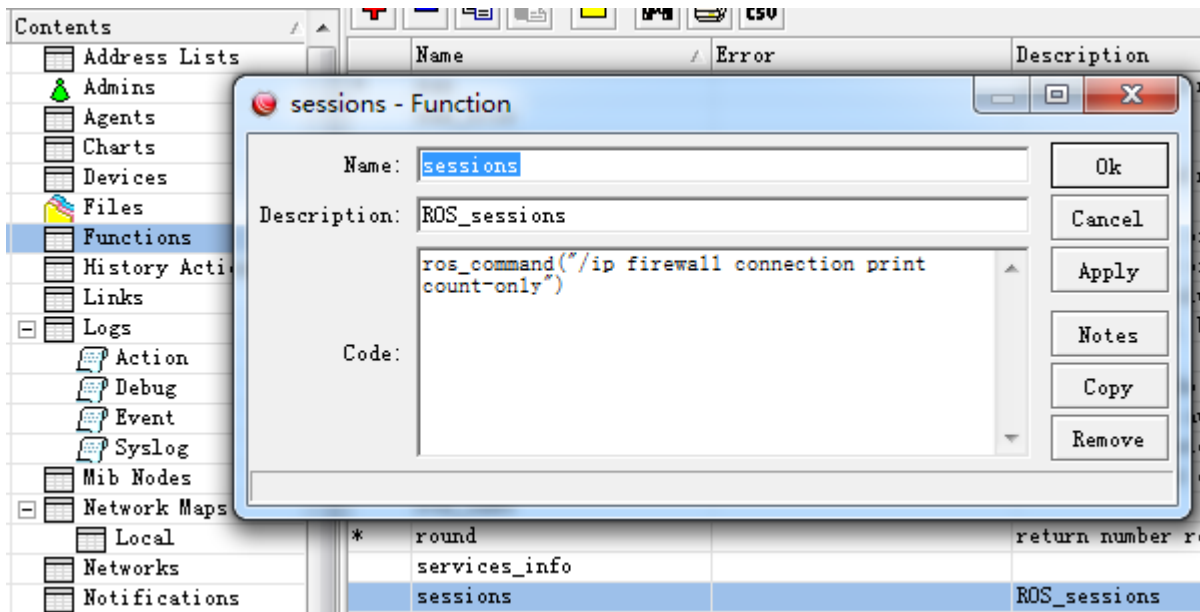 Contents
Address Lists
Admins
Agents
Charts
Devices
Files
Functions
History Acti
Links
Logs
Action
Debug
Event
Syslog
Mib Nodes
Network Maps
Local
Networks
Notifications
CSV
Name Error Description
sessions - Function
Name: sessions
Description: ROS_sessions
Code: ros_command("/ip firewall connection print
count-only")
Ok
Cancel
Apply
Notes
Copy
Remove
* round return number r
services_info
sessions ROS_sessions